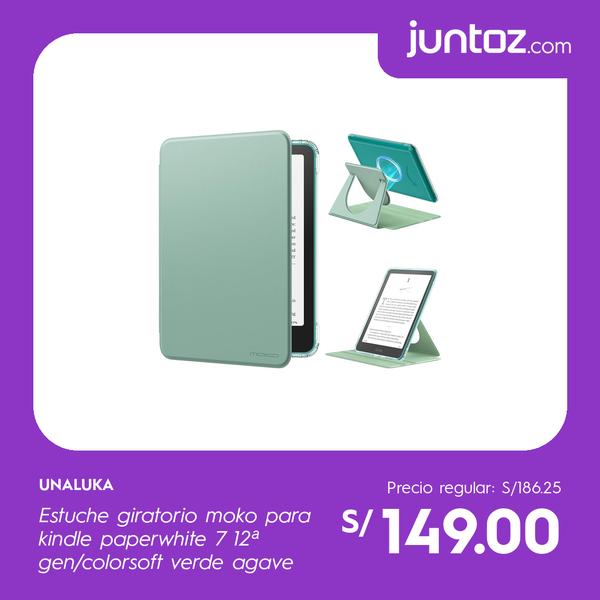 juntoz.com
moko
UNALUKA
Estuche giratorio moko para
kindle paperwhite 7 12ª
gen/colorsoft verde agave
Precio regular: S/186.25
S/149.00